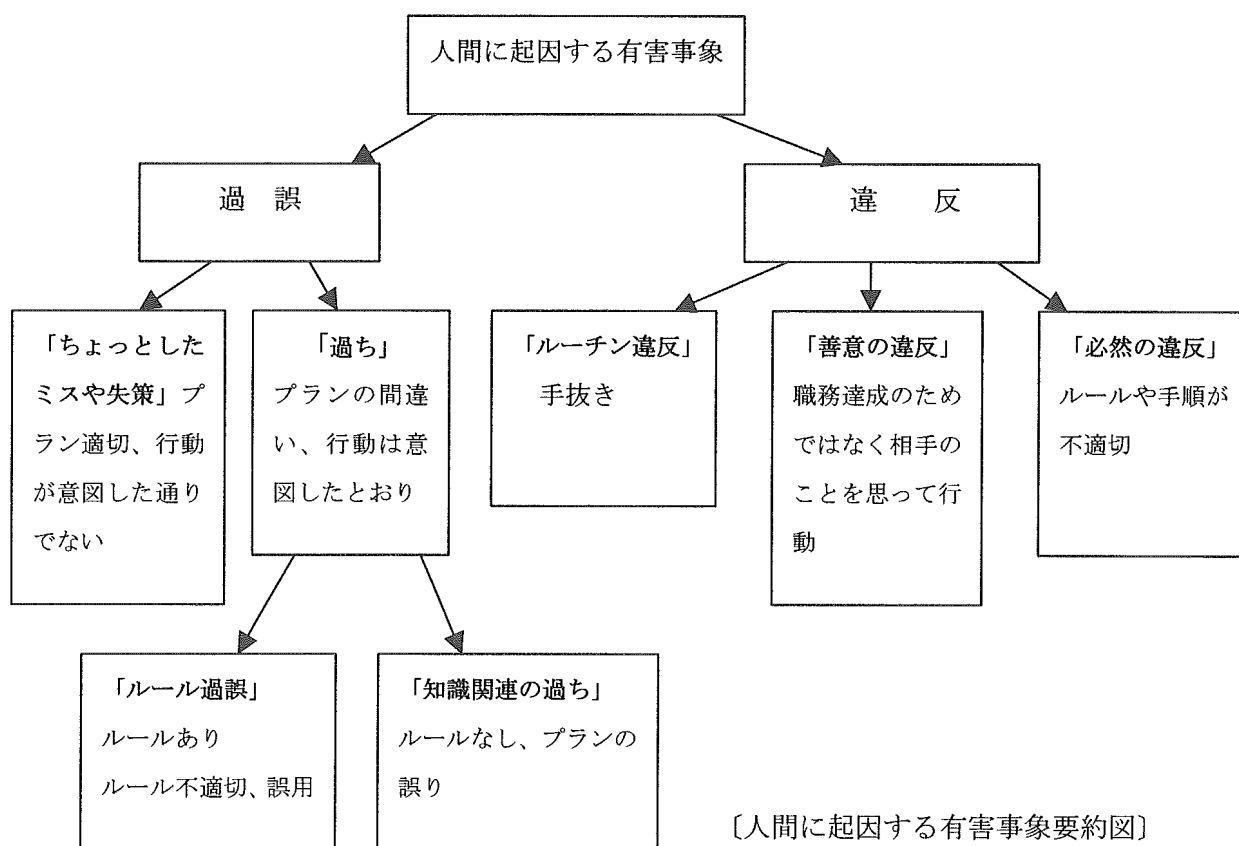 人間に起因する有害事象
過 誤
違 反
「ちょっとした
ミスや失策」プ
ラン適切、行動
が意図した通り
でない
「過ち」
プランの間違
い、行動は意
図したとおり
「ルーチン違反」
手抜き
「善意の違反」
職務達成のため
ではなく相手の
ことを思って行
動
「必然の違反」
ルールや手順が
不適切
「ルール過誤」
ルールあり
ルール不適切、誤用
「知識関連の過ち」
ルールなし、プランの
誤り
〔人間に起因する有害事象要約図〕